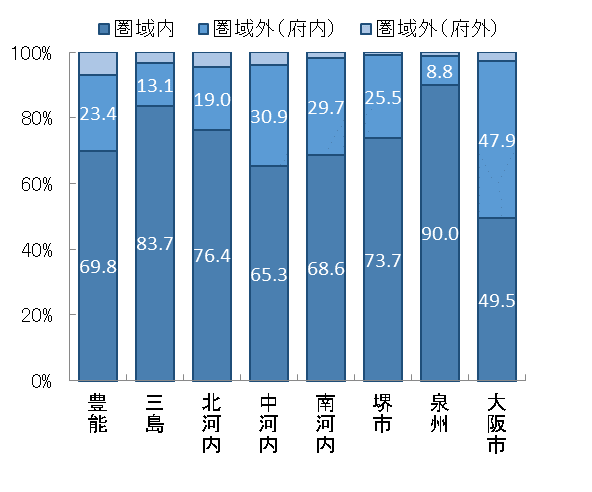 圏域内 圏域外(府内) 圏域外(府外)
100%
80%
60%
40%
20%
0%
23.4 13.1 19.0 30.9 29.7 25.5 8.8 47.9
69.8 83.7 76.4 65.3 68.6 73.7 90.0 49.5
豊能 三島 北河内 中河内 南河内 堺市 泉州 大阪市